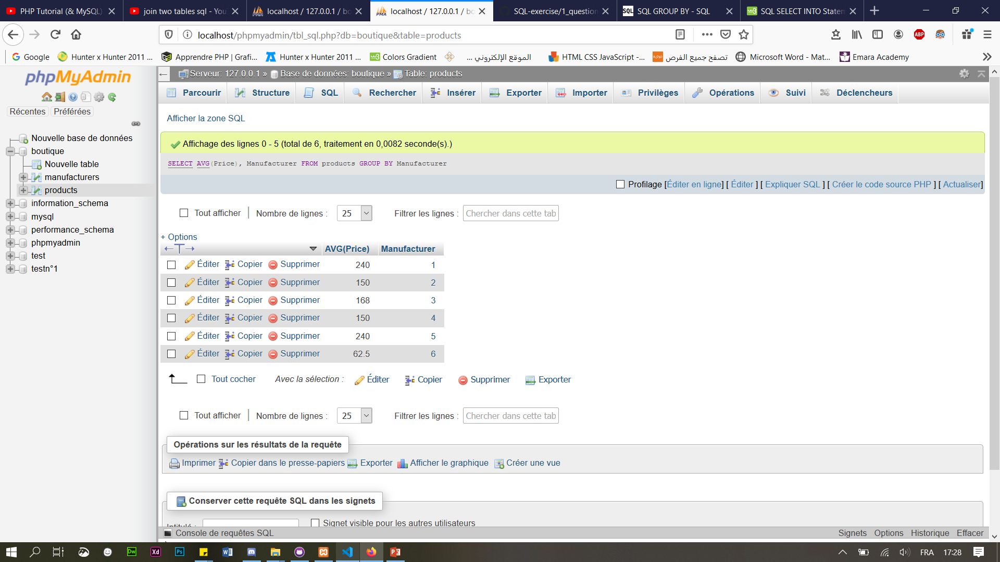 PHP Tutorial (& MySQL)
join two tables sql - You
localhost / 127.0.0.1 / bo
localhost / 127.0.0.1 / bo
SQL-exercise/1_question
SQL GROUP BY - SQL
SQL SELECT INTO Statem
localhost/phpmyadmin/tbl_sql.php?db=boutique&table=products
Google
Hunter x Hunter 2011 ...
Apprendre PHP | Grafi...
Hunter x Hunter 2011 ...
Colors Gradient
الموقع الإلكتروني ...
HTML CSS JavaScript -...
تصفح جميع الفرص
Microsoft Word - Mat...
Emara Academy
phpMyAdmin
Récentes Préférées
Nouvelle base de données
boutique
Nouvelle table
manufacturers
products
information_schema
mysql
performance_schema
phpmyadmin
test
testn°1
Serveur: 127.0.0.1 » Base de données: boutique » Table: products
Parcourir Structure SQL Rechercher Insérer Exporter Importer Privilèges Opérations Suivi Déclencheurs
Afficher la zone SQL
Affichage des lignes 0 - 5 (total de 6, traitement en 0,0082 seconde(s).)
SELECT AVG(Price), Manufacturer FROM products GROUP BY Manufacturer
Profilage [Éditer en ligne] [ Éditer ] [ Expliquer SQL ] [ Créer le code source PHP ] [ Actualiser]
Tout afficher Nombre de lignes : 25 Filtrer les lignes : Chercher dans cette tab
+ Options
AVG(Price) Manufacturer
Éditer Copier Supprimer 240 1
Éditer Copier Supprimer 150 2
Éditer Copier Supprimer 168 3
Éditer Copier Supprimer 150 4
Éditer Copier Supprimer 240 5
Éditer Copier Supprimer 62.5 6
Tout cocher Avec la sélection : Éditer Copier Supprimer Exporter
Tout afficher Nombre de lignes : 25 Filtrer les lignes : Chercher dans cette tab
Opérations sur les résultats de la requête
Imprimer Copier dans le presse-papiers Exporter Afficher le graphique Créer une vue
Conserver cette requête SQL dans les signets
Intitulé : Signet visible pour les autres utilisateurs
Console de requêtes SQL
Signets Options Historique Effacer
FRA 17:28